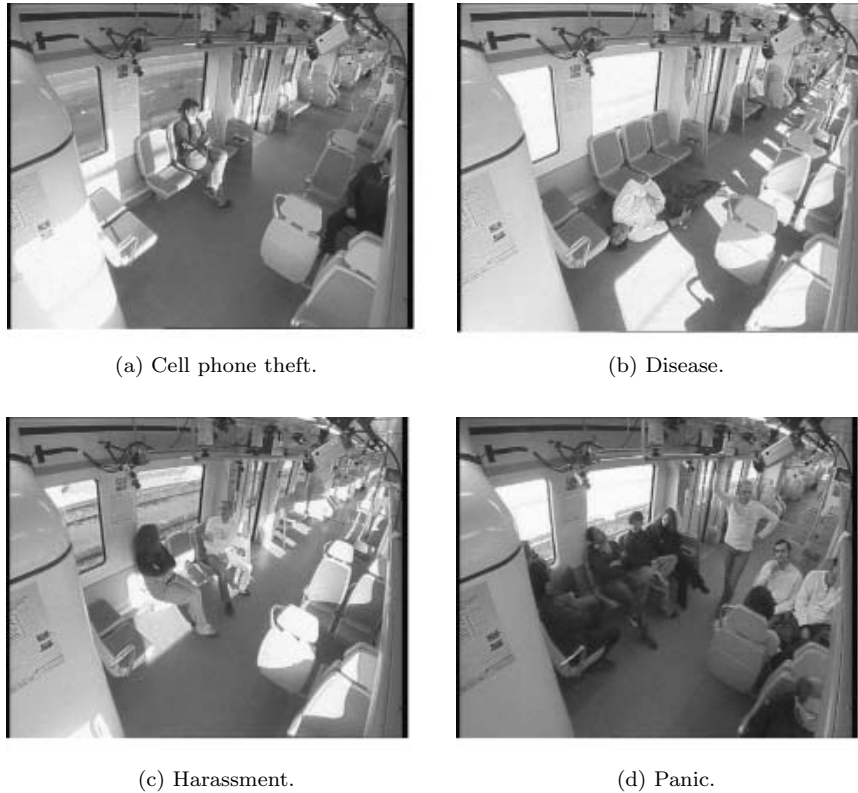 (a) Cell phone theft.
(b) Disease.
(c) Harassment.
(d) Panic.